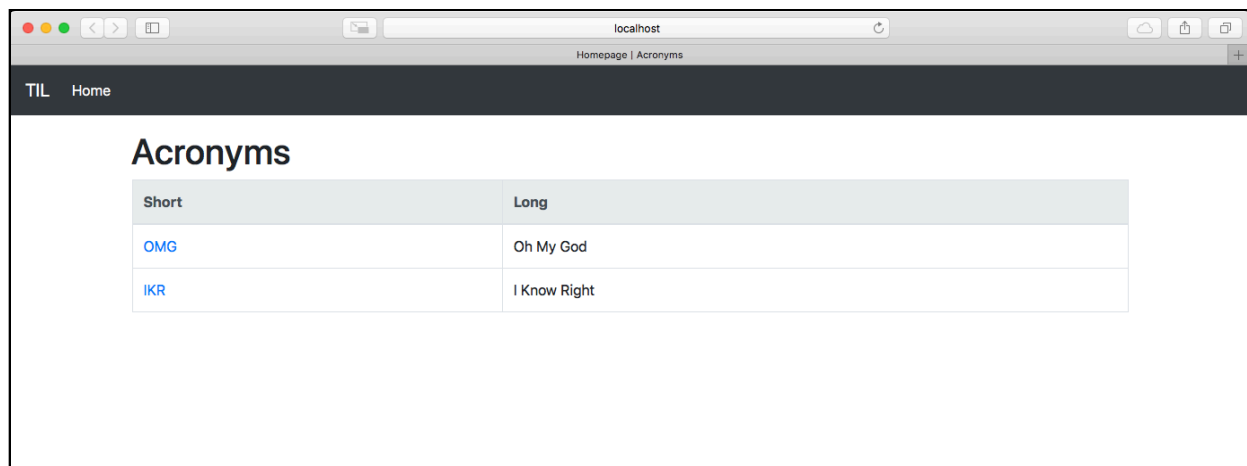 localhost
Homepage | Acronyms
TIL Home
Acronyms
Short Long
OMG Oh My God
IKR I Know Right